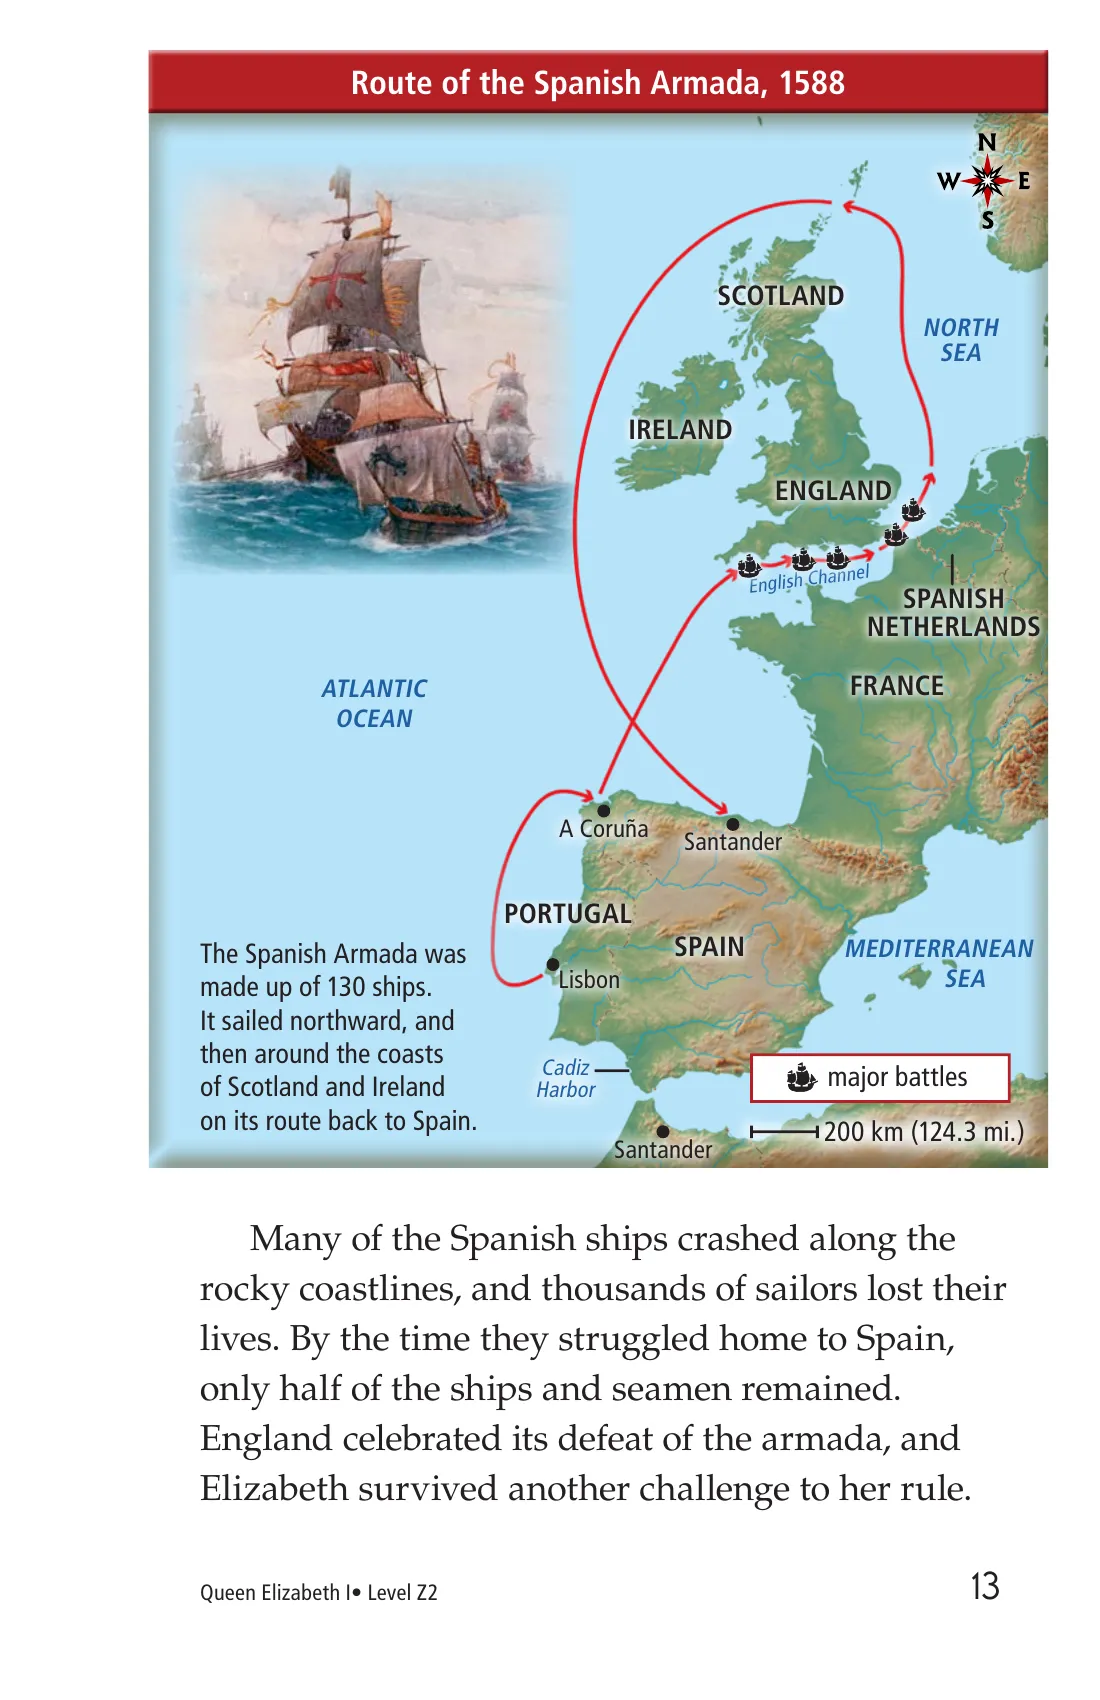 Route of the Spanish Armada, 1588
N
W E
S
SCOTLAND
NORTH
SEA
IRELAND
ENGLAND
English Channel
SPANISH
NETHERLANDS
FRANCE
ATLANTIC
OCEAN
A Coruña
Santander
PORTUGAL
SPAIN
MEDITERRANEAN
SEA
Lisbon
The Spanish Armada was
made up of 130 ships.
It sailed northward, and
then around the coasts
of Scotland and Ireland
on its route back to Spain.
Cadiz
Harbor
major battles
200 km (124.3 mi.)
Santander
Many of the Spanish ships crashed along the
rocky coastlines, and thousands of sailors lost their
lives. By the time they struggled home to Spain,
only half of the ships and seamen remained.
England celebrated its defeat of the armada, and
Elizabeth survived another challenge to her rule.
Queen Elizabeth I• Level Z2
13